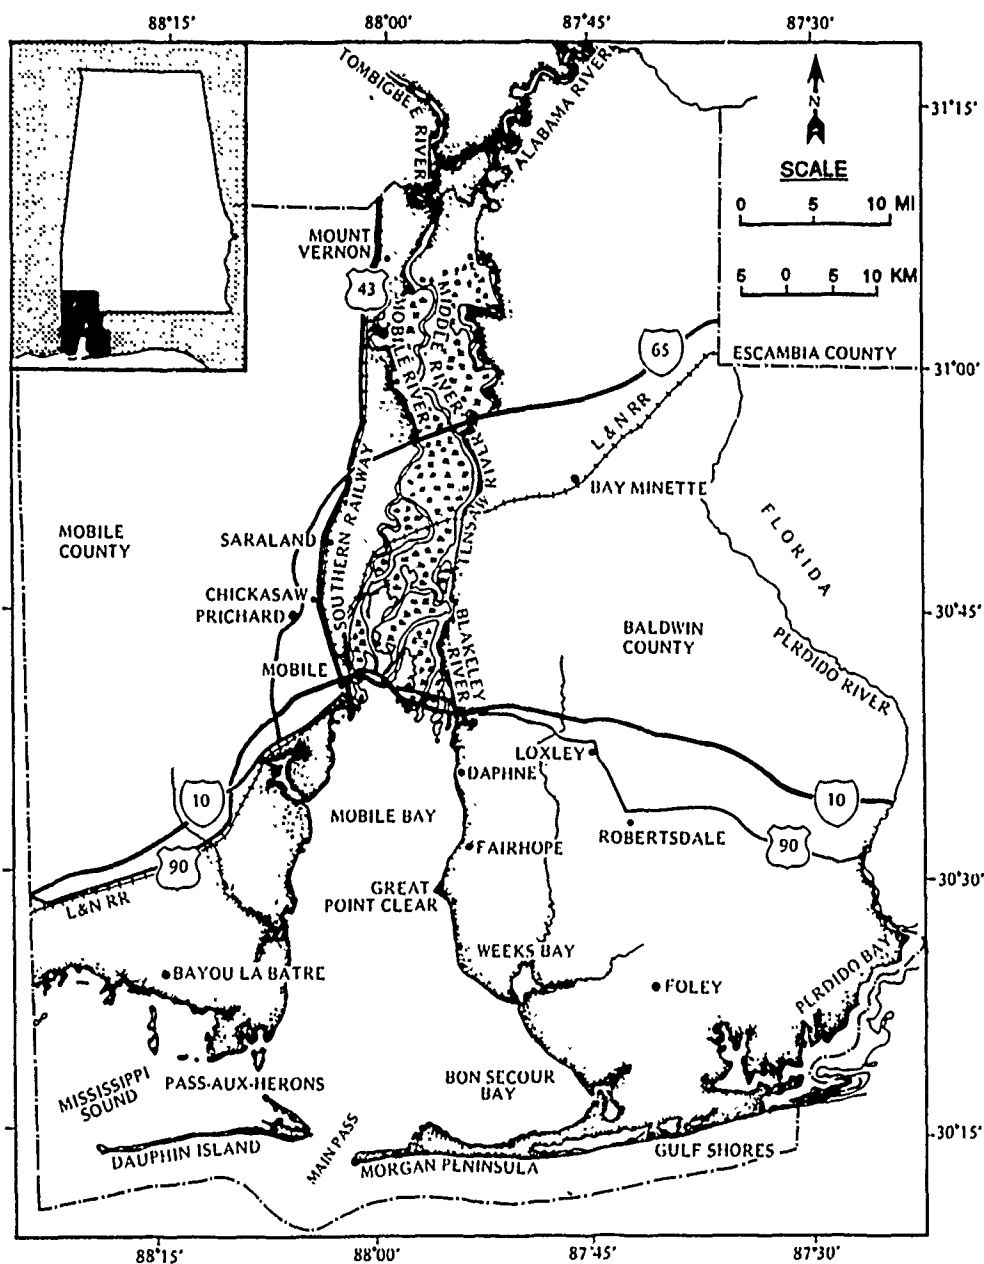 88°15'
88°00'
87°45'
87°30'
TOMBIGBEE RIVER
ALABAMA RIVER
N
31°15'
SCALE
0 5 10 MI
5 0 5 10 KM
MOUNT
VERNON
43
MOBILE RIVER
MIDDLE RIVER
65
ESCAMBIA COUNTY
31°00'
L&N RR
RIVER
BAY MINETTE
TENSAW
SOUTHERN RAILWAY
MOBILE
COUNTY
SARALAND
FLORIDA
CHICKASAW
PRICHARD
30°45'
BLAKELEY
RIVER
BALDWIN
COUNTY
PERDIDO RIVER
MOBILE
LOXLEY
DAPHNE
10
10
MOBILE BAY
ROBERTSDALE
90
FAIRHOPE
90
GREAT
POINT CLEAR
30°30'
L&N RR
WEEKS BAY
PERDIDO BAY
BAYOU LA BATRE
FOLEY
MISSISSIPPI
SOUND
PASS-AUX-HERONS
BON SECOUR
BAY
30°15'
DAUPHIN ISLAND
MAIN PASS
MORGAN PENINSULA
GULF SHORES
88°15'
88°00'
87°45'
87°30'